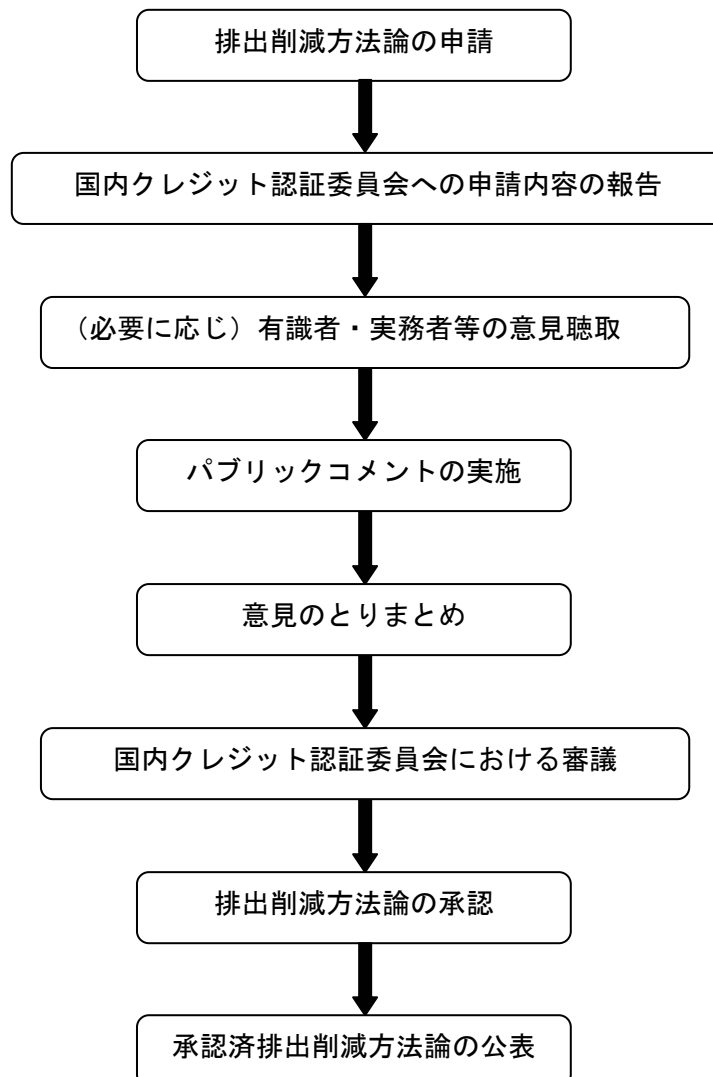 排出削減方法論の申請
国内クレジット認証委員会への申請内容の報告
（必要に応じ）有識者・実務者等の意見聴取
パブリックコメントの実施
意見のとりまとめ
国内クレジット認証委員会における審議
排出削減方法論の承認
承認済排出削減方法論の公表